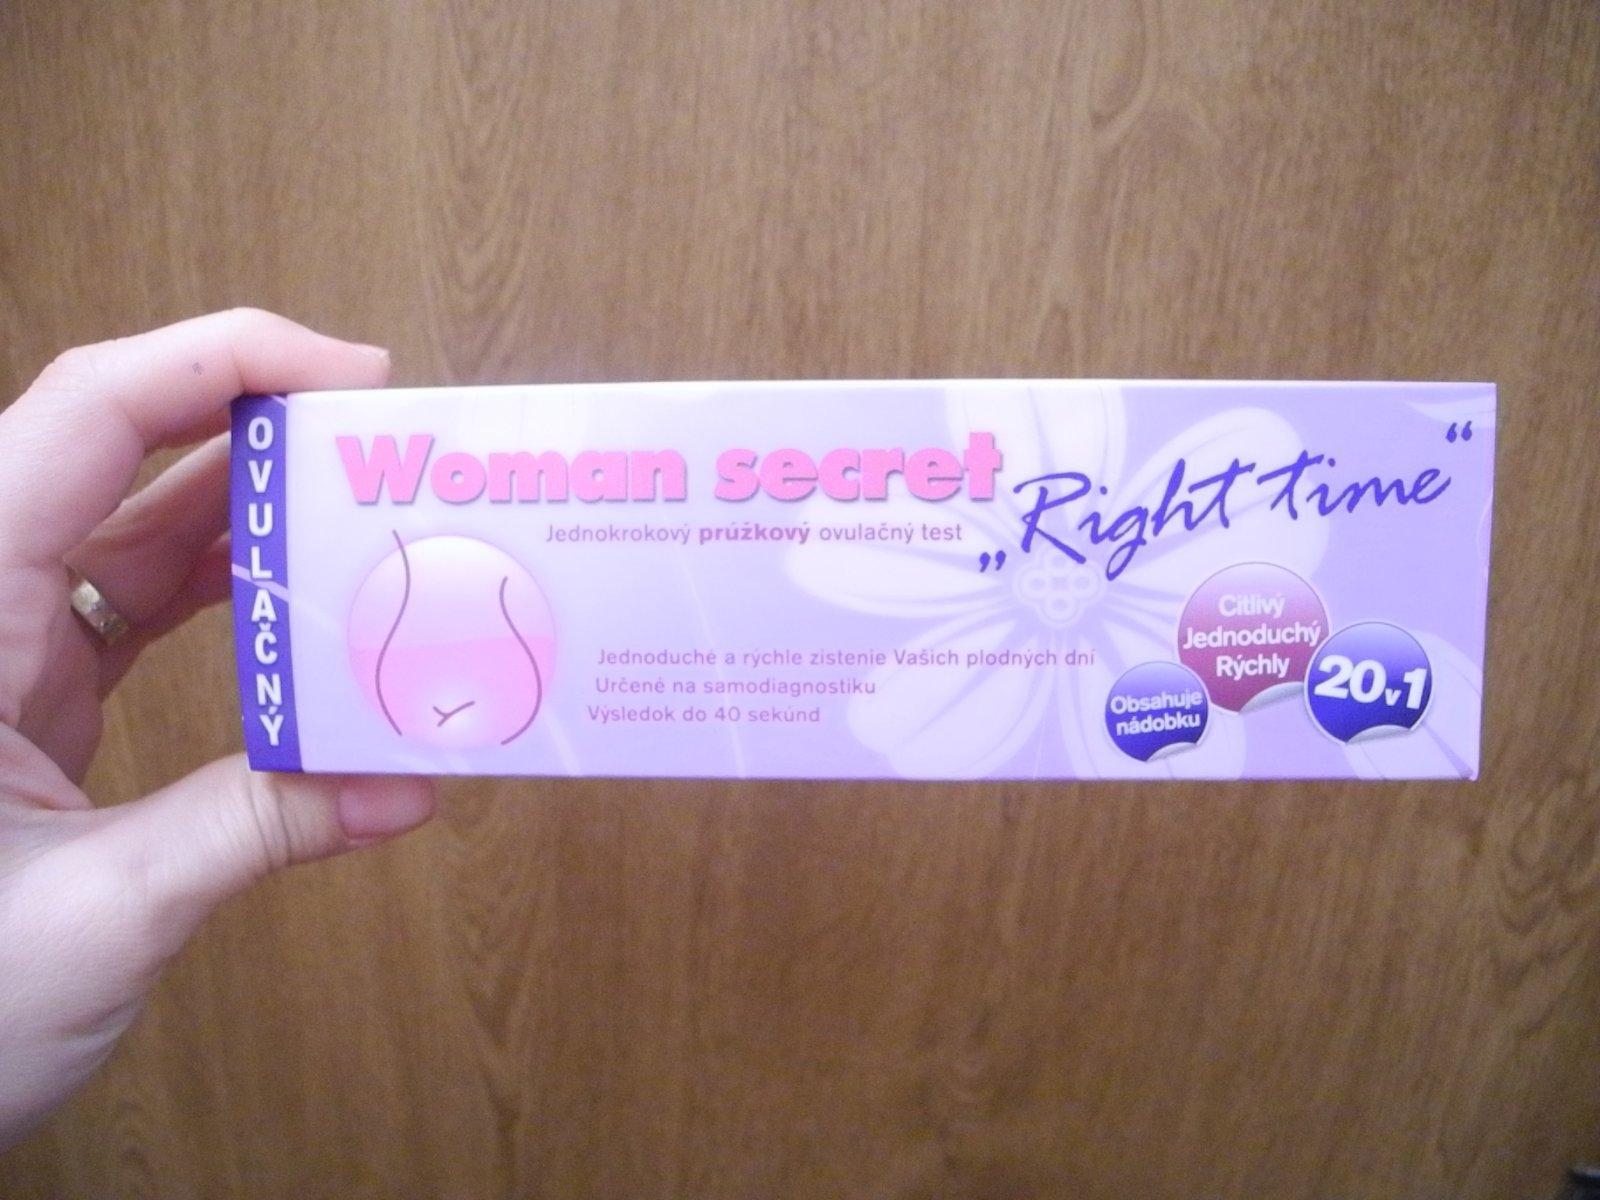 OVULAČNÝ
Woman secret
„Right time“
Jednokrokový prúžkový ovulačný test
Jednoduché a rýchle zistenie Vašich plodných dní
Určené na samodiagnostiku
Výsledok do 40 sekúnd
Citlivý
Jednoduchý
Rýchly
Obsahuje
nádobku
20v1